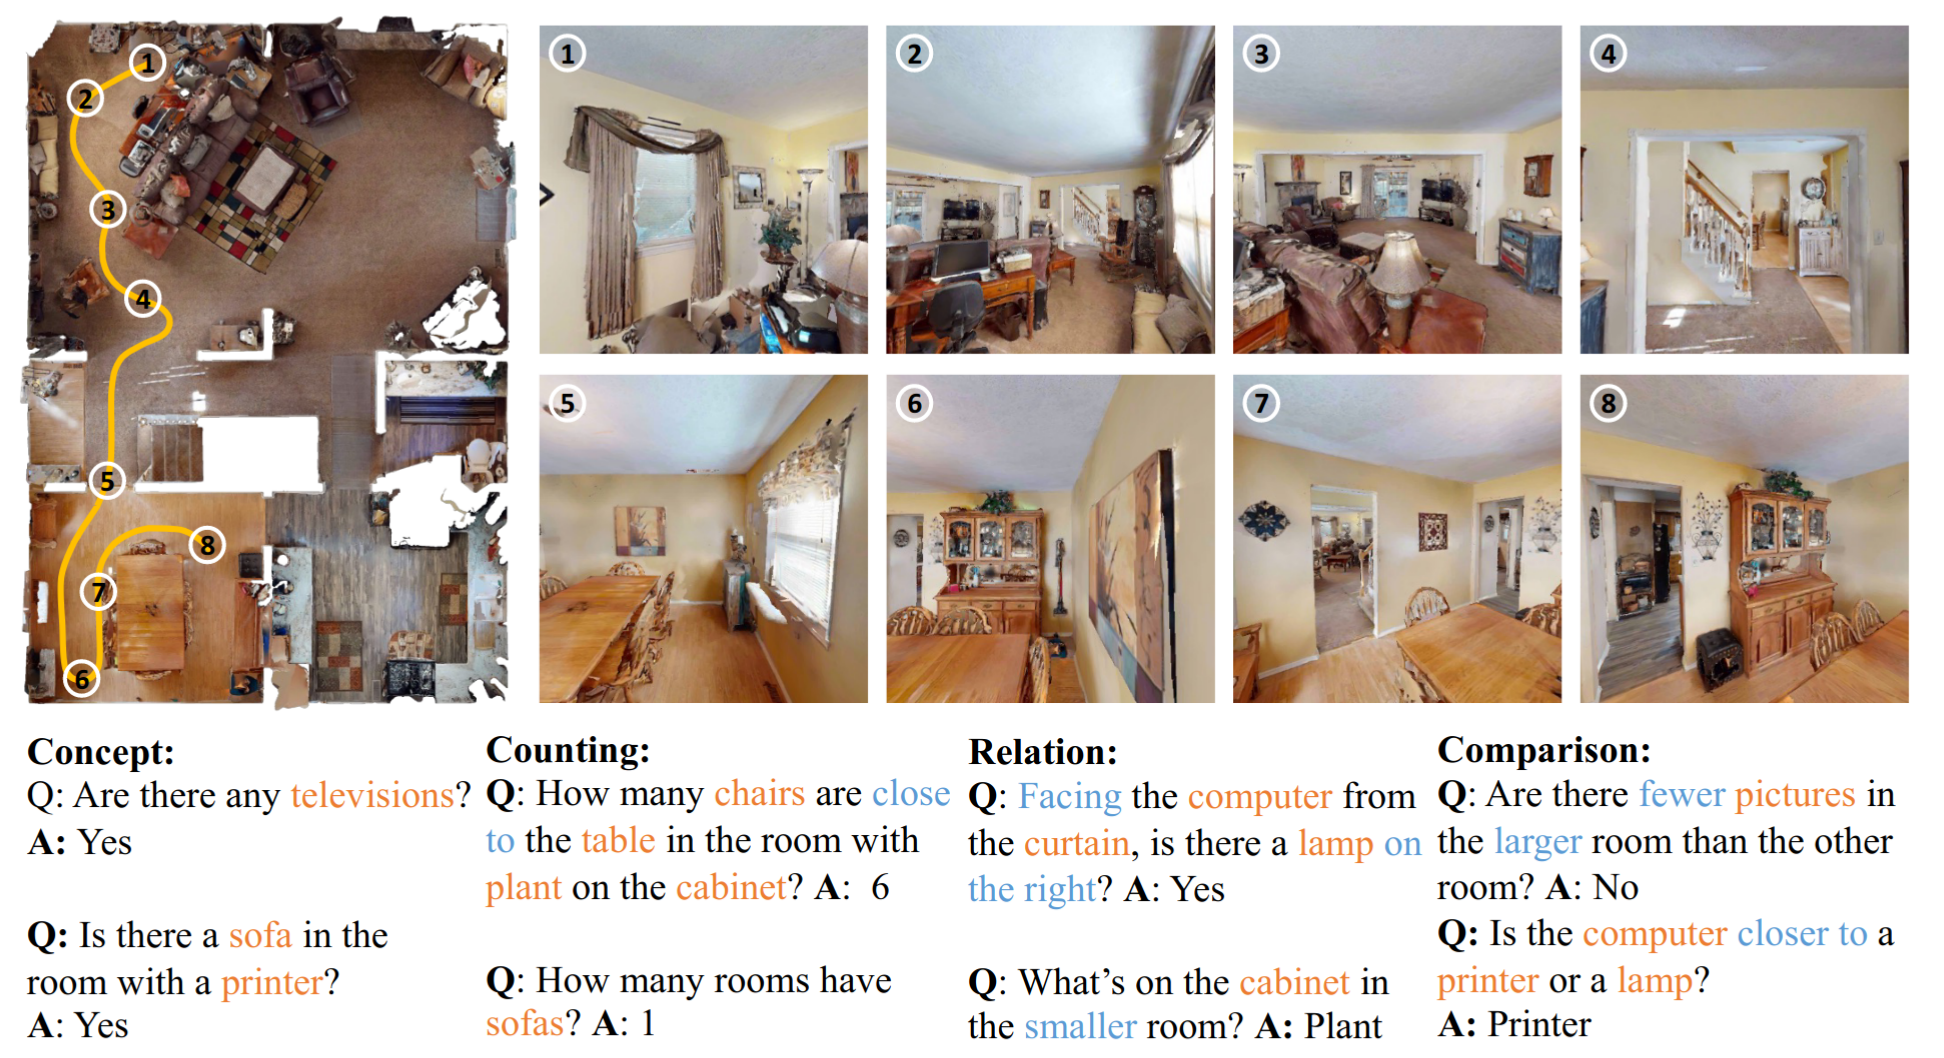 1
2
3
4
5
6
7
8
1
2
3
4
5
6
7
8
Concept:
Q: Are there any televisions?
A: Yes
Q: Is there a sofa in the
room with a printer?
A: Yes
Counting:
Q: How many chairs are close
to the table in the room with
plant on the cabinet? A: 6
Q: How many rooms have
sofas? A: 1
Relation:
Q: Facing the computer from
the curtain, is there a lamp on
the right? A: Yes
Q: What's on the cabinet in
the smaller room? A: Plant
Comparison:
Q: Are there fewer pictures in
the larger room than the other
room? A: No
Q: Is the computer closer to a
printer or a lamp?
A: Printer